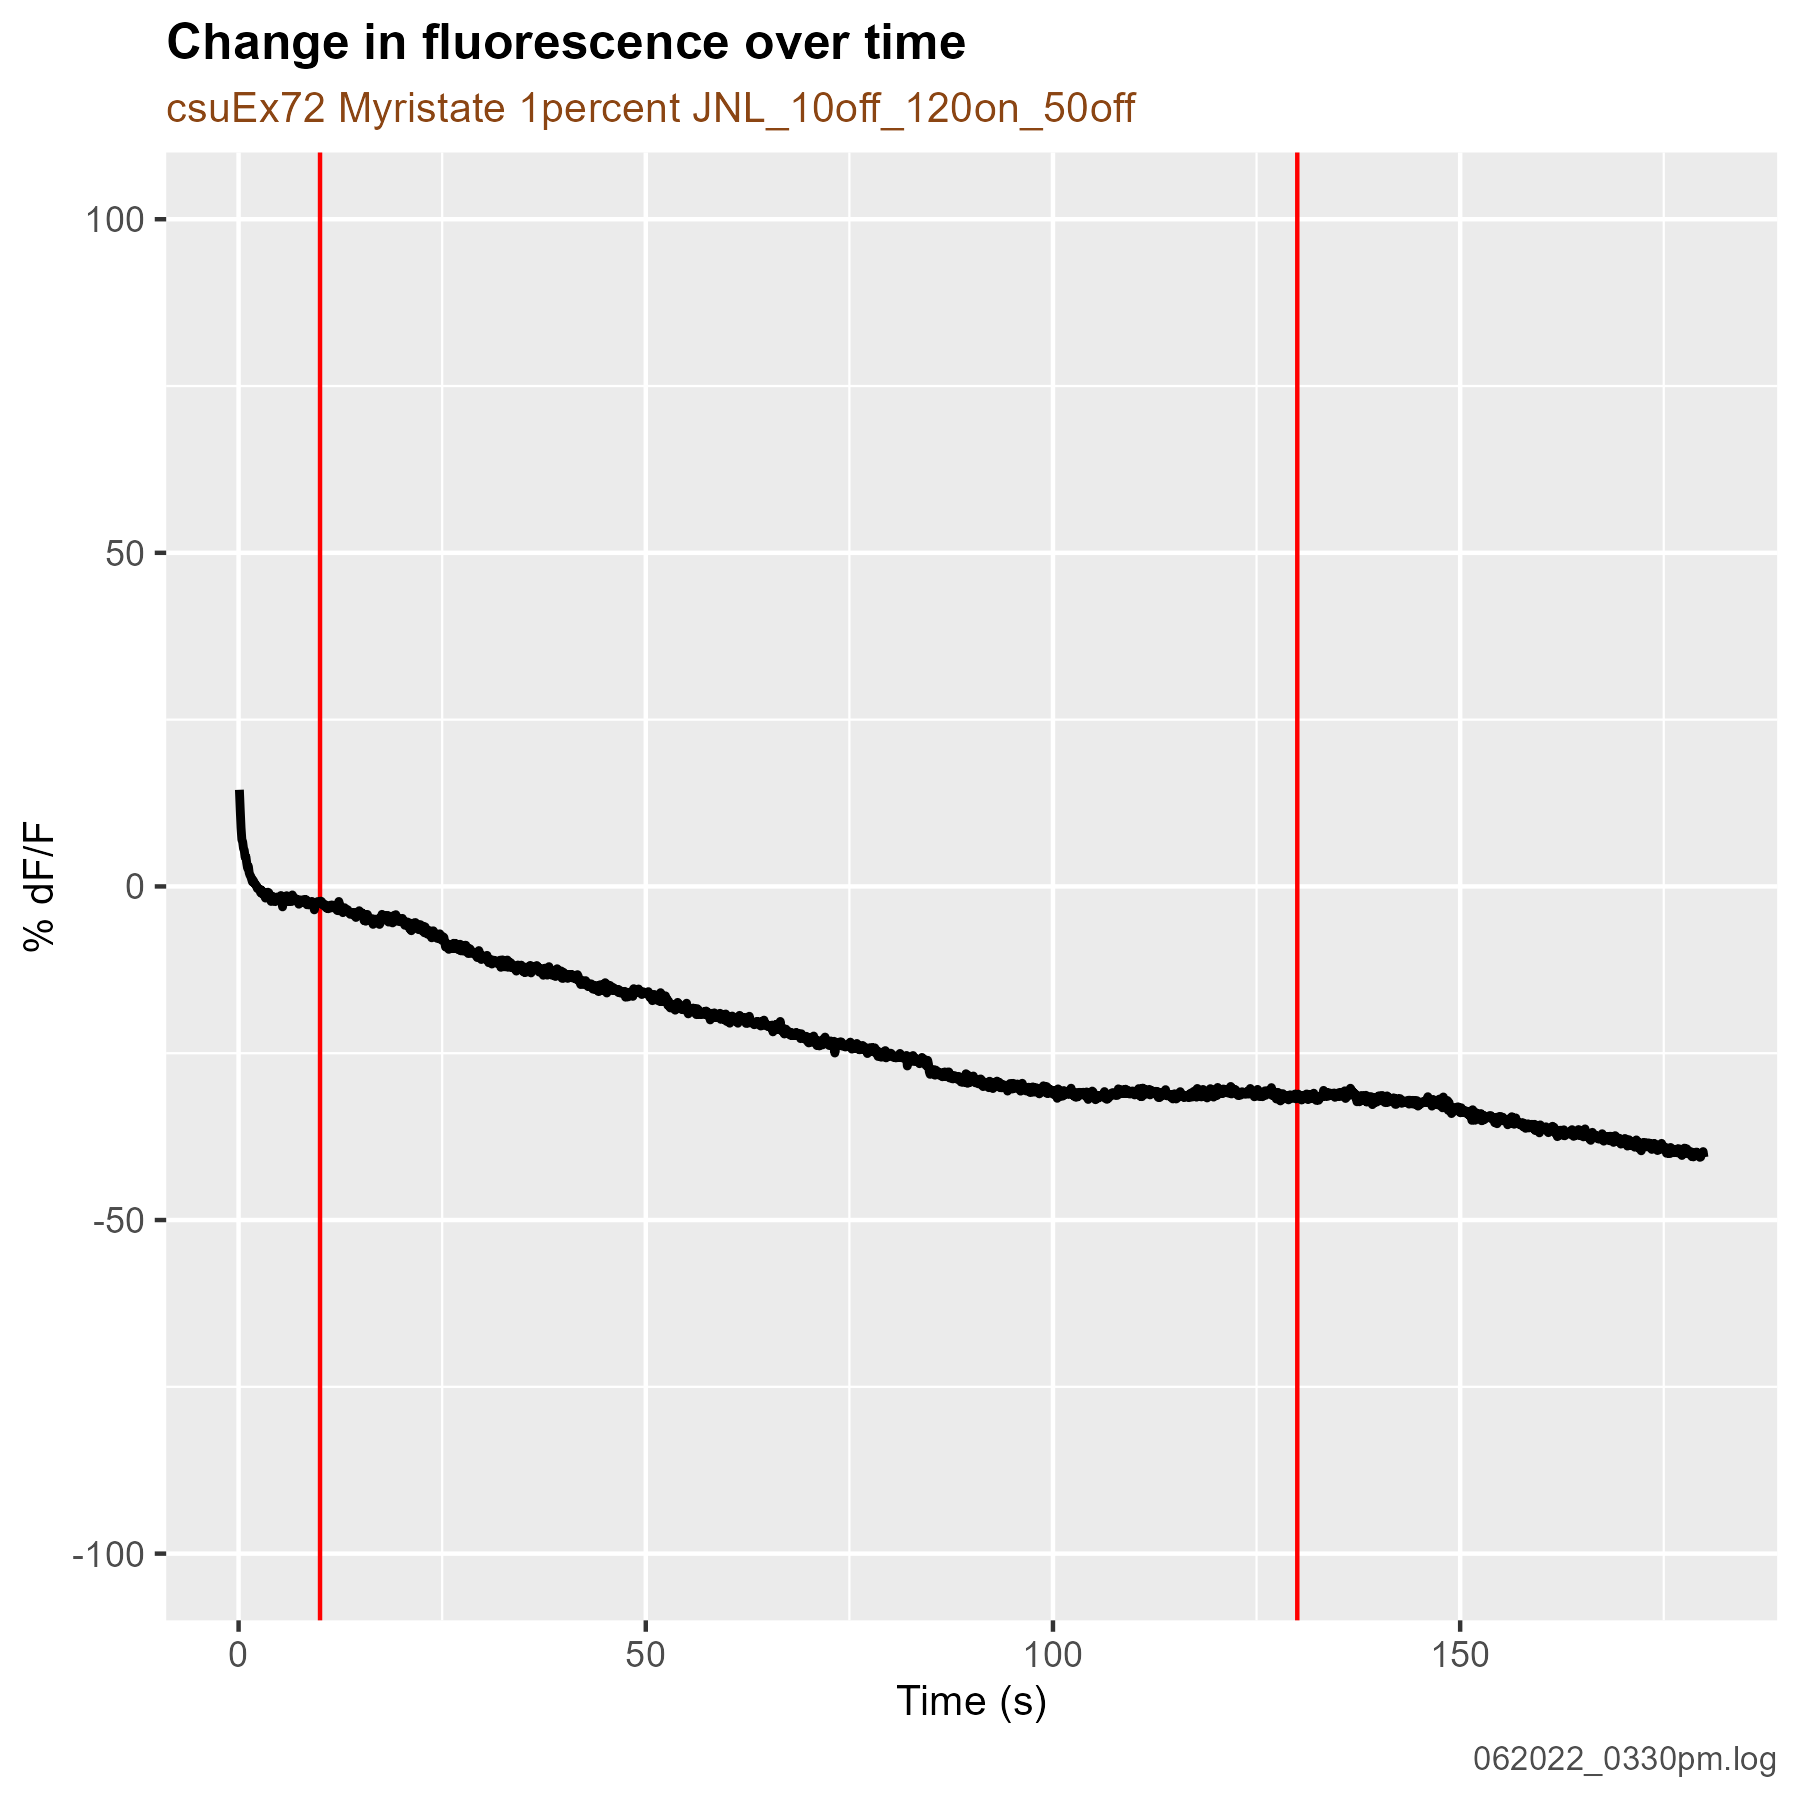 Change in fluorescence over time
csuEx72 Myristate 1percent JNL_10off_120on_50off
100
50
0
-50
-100
% dF/F
0 50 100 150
Time (s)
062022_0330pm.log